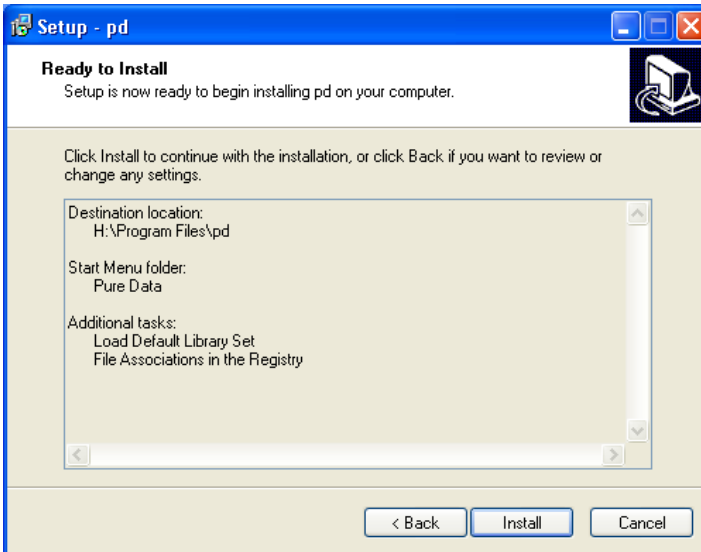 Setup - pd
Ready to Install
Setup is now ready to begin installing pd on your computer.
Click Install to continue with the installation, or click Back if you want to review or
change any settings.
Destination location:
H:\Program Files\pd
Start Menu folder:
Pure Data
Additional tasks:
Load Default Library Set
File Associations in the Registry
< Back
Install
Cancel